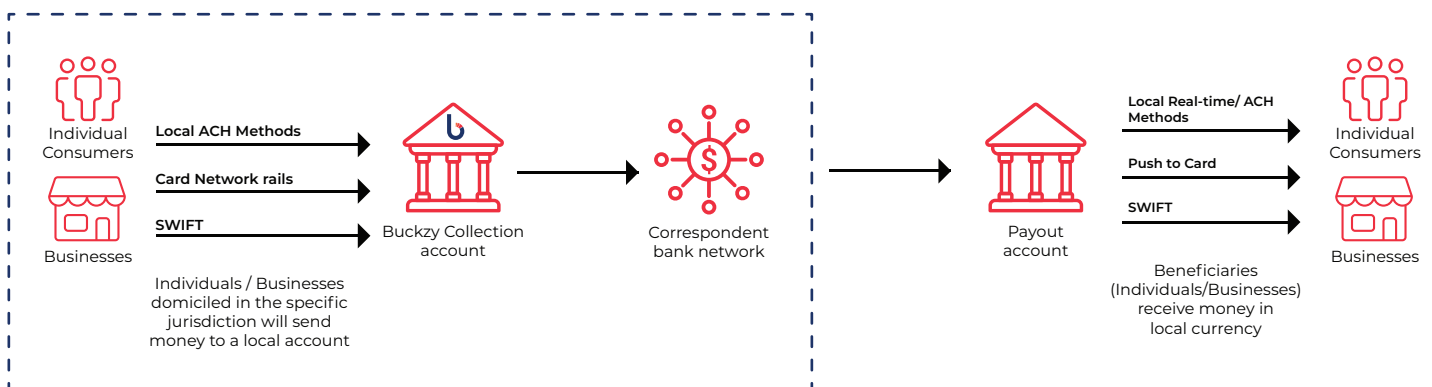 Individual
Consumers
Businesses
Local ACH Methods
Card Network rails
SWIFT
Individuals / Businesses
domiciled in the specific
jurisdiction will send
money to a local account
b
Buckzy Collection
account
$
Correspondent
bank network
Payout
account
Local Real-time/ ACH
Methods
Push to Card
SWIFT
Beneficiaries
(Individuals/Businesses)
receive money in
local currency
Individual
Consumers
Businesses